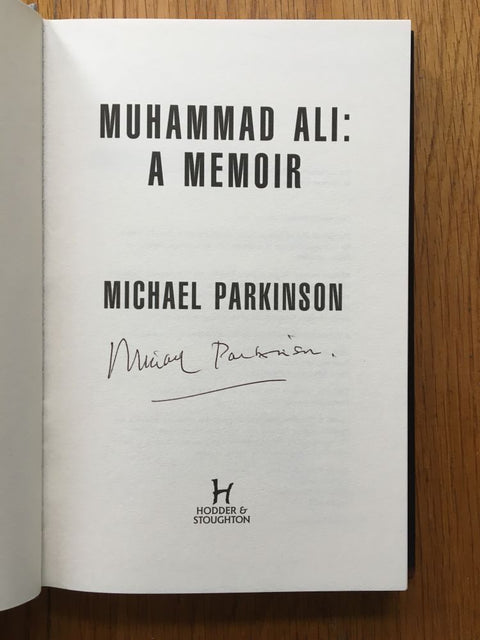 MUHAMMAD ALI:
A MEMOIR
MICHAEL PARKINSON
Michael Parkinson.
H
HODDER &
STOUGHTON